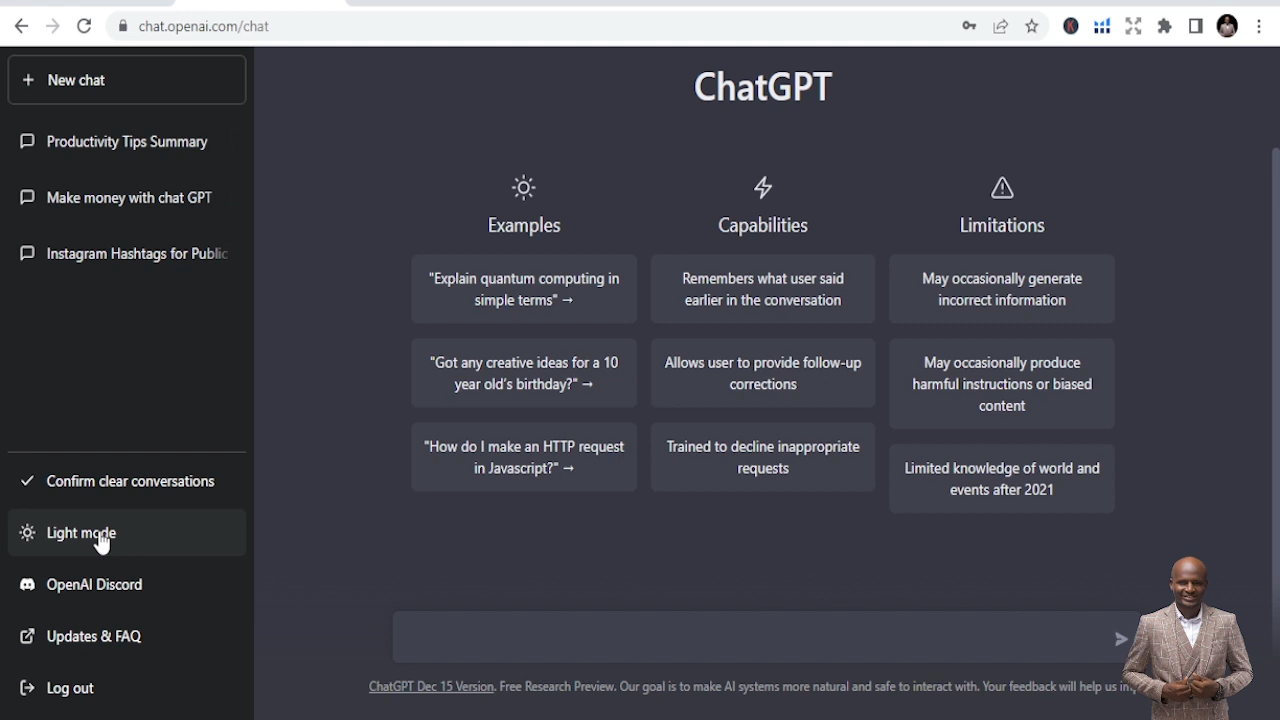 chat.openai.com/chat
New chat
Productivity Tips Summary
Make money with chat GPT
Instagram Hashtags for Public
Confirm clear conversations
Light mode
OpenAI Discord
Updates & FAQ
Log out
ChatGPT
Examples
"Explain quantum computing in
simple terms" →
"Got any creative ideas for a 10
year old's birthday?" →
"How do I make an HTTP request
in Javascript?" →
Capabilities
Remembers what user said
earlier in the conversation
Allows user to provide follow-up
corrections
Trained to decline inappropriate
requests
Limitations
May occasionally generate
incorrect information
May occasionally produce
harmful instructions or biased
content
Limited knowledge of world and
events after 2021
ChatGPT Dec 15 Version. Free Research Preview. Our goal is to make AI systems more natural and safe to interact with. Your feedback will help us